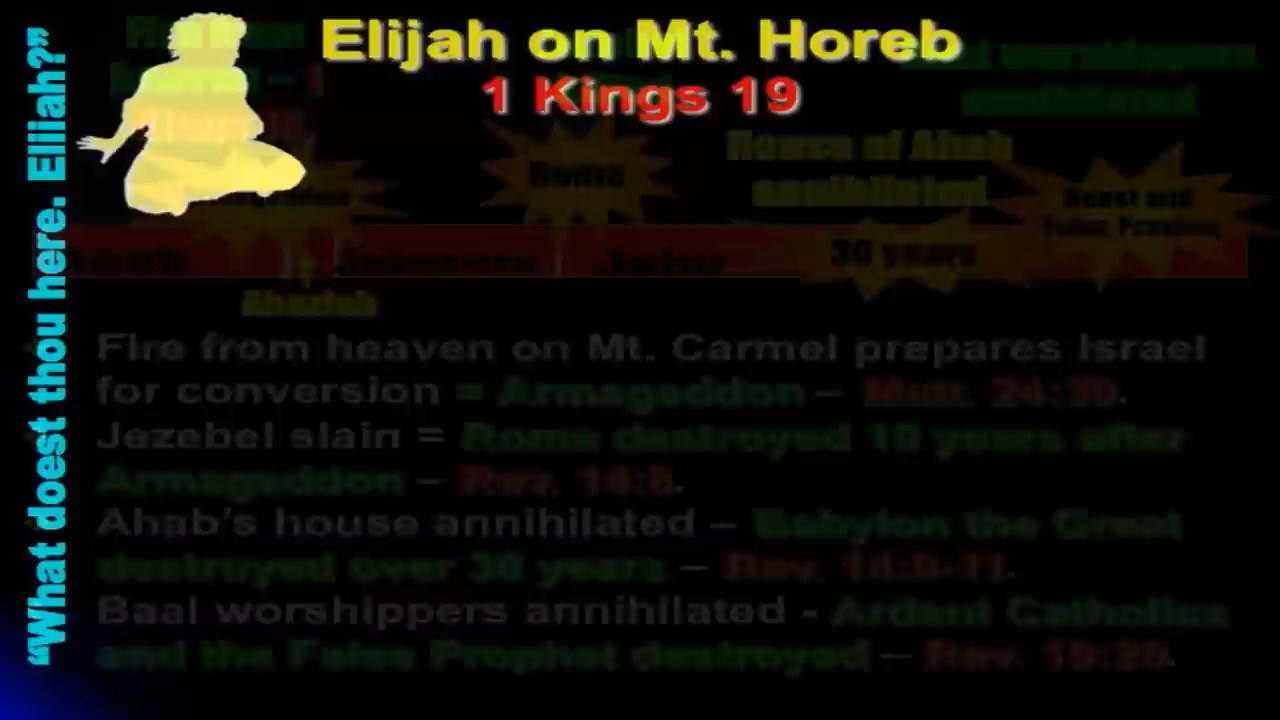 Elijah on Mt. Horeb
1 Kings 19
“What doest thou here. Elijah?”
House of Ahab
annihilated
annihilated
Rome
Beast and
False Prophet
30 years
Ahaziah
Fire from heaven on Mt. Carmel prepares Israel
for conversion = Armageddon – Matt. 24:30.
Jezebel slain = Rome destroyed 10 years after
Armageddon – Rev. 14:8.
Ahab's house annihilated – Babylon the Great
destroyed over 30 years – Rev. 14:9-11.
Baal worshippers annihilated - Ardent Catholics
and the False Prophet destroyed – Rev. 19:20.